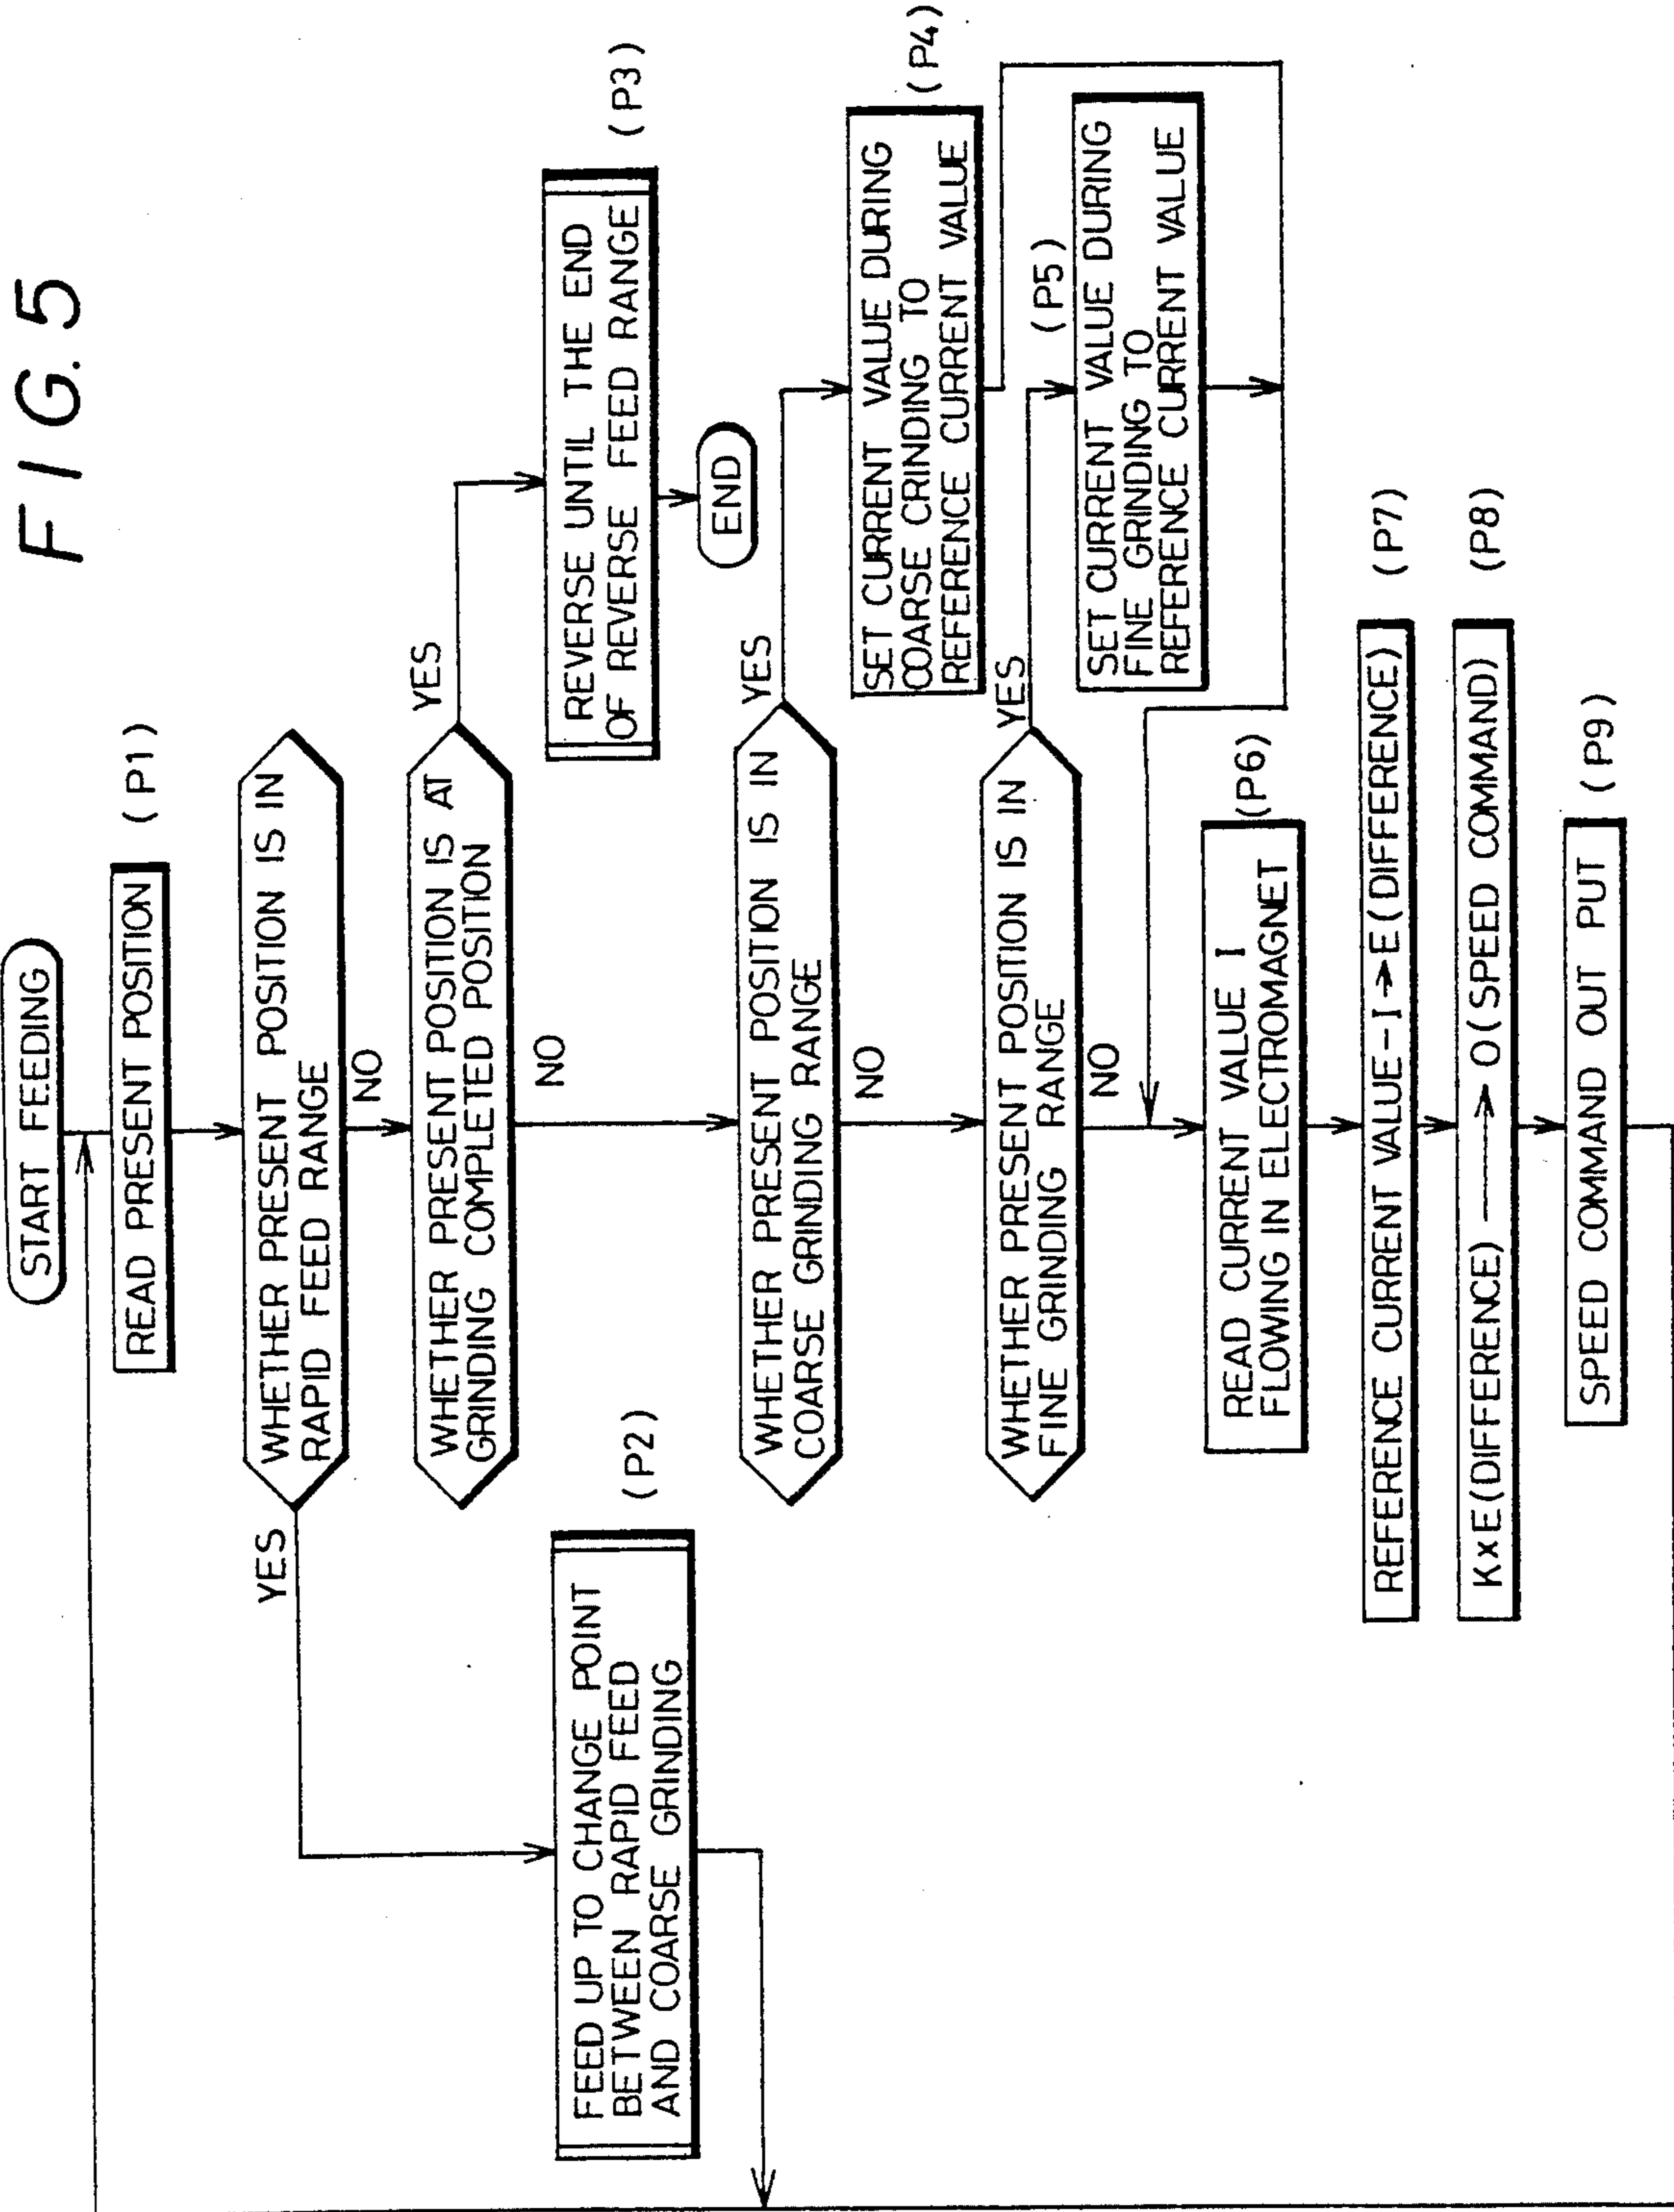 FIG.5
START FEEDING
READ PRESENT POSITION
(P1)
WHETHER PRESENT POSITION IS IN
RAPID FEED RANGE
YES
NO
WHETHER PRESENT POSITION IS AT
GRINDING COMPLETED POSITION
YES
NO
FEED UP TO CHANGE POINT
BETWEEN RAPID FEED
AND COARSE GRINDING
(P2)
REVERSE UNTIL THE END
OF REVERSE FEED RANGE
(P3)
END
WHETHER PRESENT POSITION IS IN
COARSE GRINDING RANGE
YES
NO
SET CURRENT VALUE DURING
COARSE CRINDING TO
REFERENCE CURRENT VALUE
(P4)
WHETHER PRESENT POSITION IS IN
FINE GRINDING RANGE
YES
NO
(P5)
SET CURRENT VALUE DURING
FINE GRINDING TO
REFERENCE CURRENT VALUE
READ CURRENT VALUE I
FLOWING IN ELECTROMAGNET
(P6)
REFERENCE CURRENT VALUE-I→E(DIFFERENCE)
(P7)
K×E(DIFFERENCE) → O(SPEED COMMAND)
(P8)
SPEED COMMAND OUT PUT
(P9)